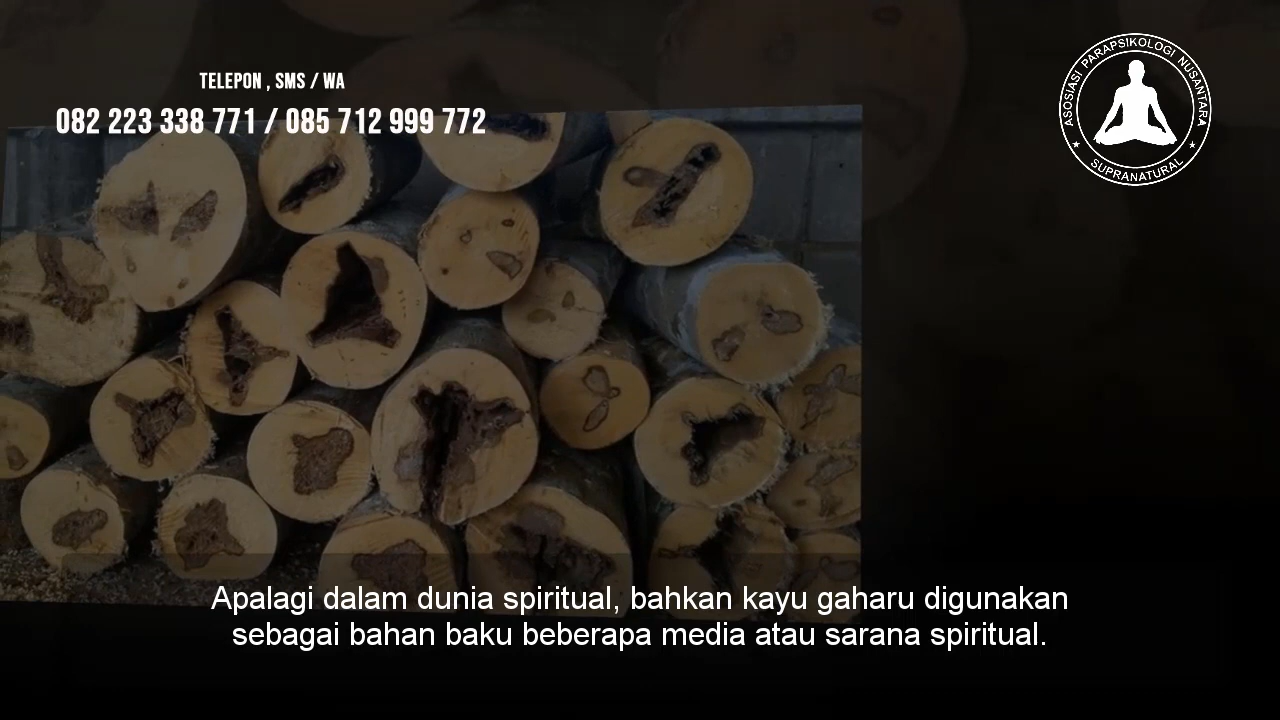 TELEPON , SMS / WA
082 223 338 771 / 085 712 999 772
ASOSIASI PARAPSIKOLOGI NUSANTARA
★ SUPRANATURAL ★
Apalagi dalam dunia spiritual, bahkan kayu gaharu digunakan
sebagai bahan baku beberapa media atau sarana spiritual.